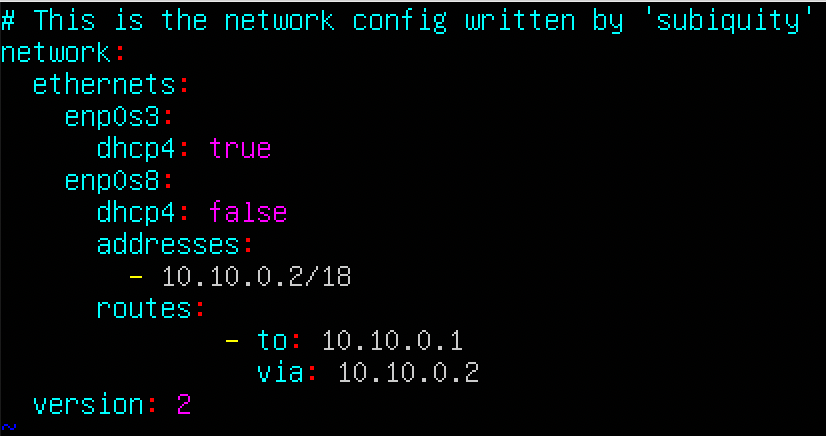 # This is the network config written by 'subiquity'
network:
  ethernets:
    enp0s3:
      dhcp4: true
    enp0s8:
      dhcp4: false
      addresses:
        - 10.10.0.2/18
      routes:
              - to: 10.10.0.1
                via: 10.10.0.2
  version: 2
~